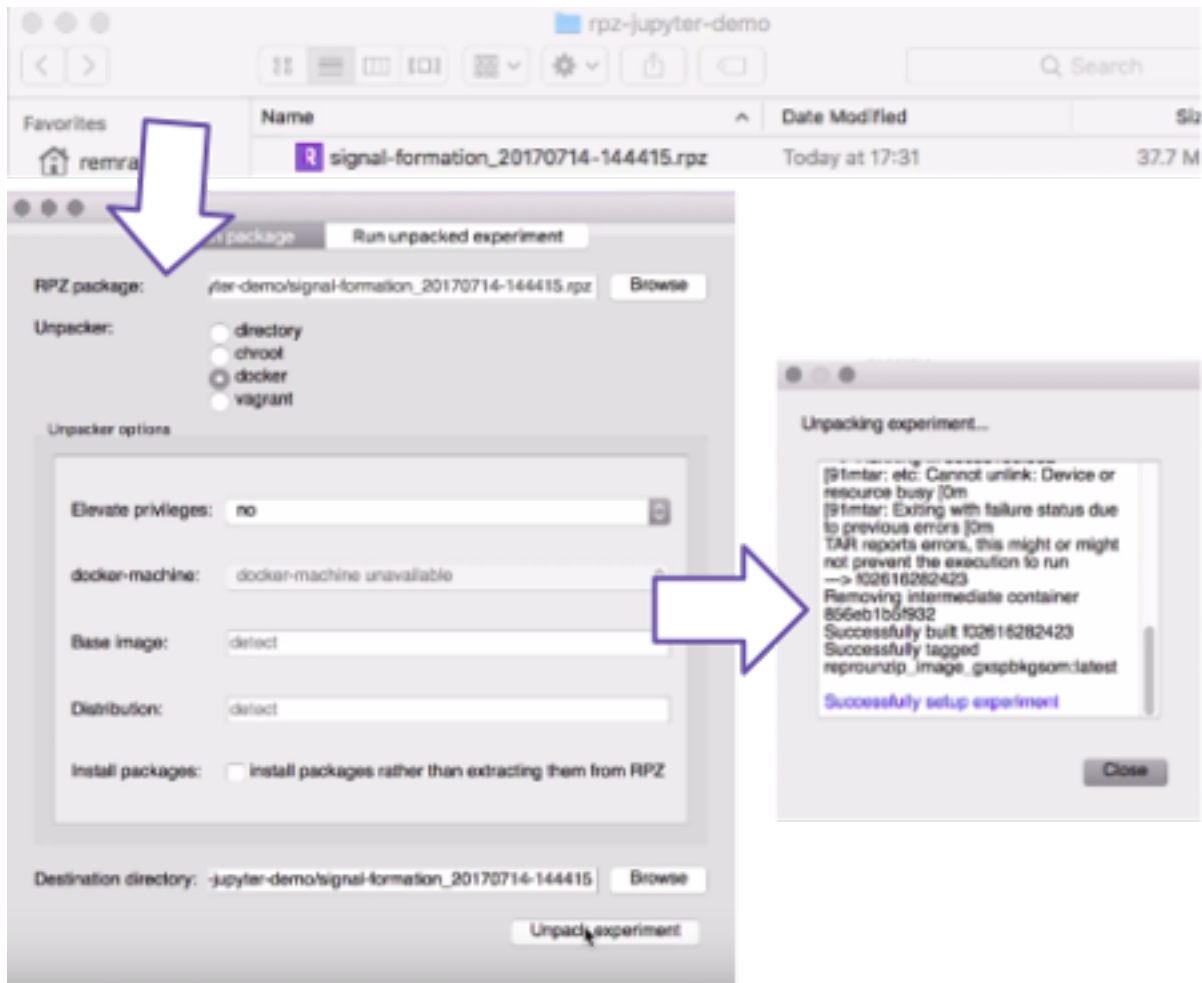 rpz-jupyter-demo
Search
Favorites
Name
Date Modified
remra
signal-formation_20170714-144415.rpz
Today at 17:31
37.7 M
package
Run unpacked experiment
RPZ package:
yter-demo/signal-formation_20170714-144415.rpz
Browse
Unpacker:
directory
chroot
docker
vagrant
Unpacker options
Elevate privileges:
no
docker-machine:
docker-machine unavailable
Base image:
detect
Distribution:
detect
Install packages:
install packages rather than extracting them from RPZ
Destination directory:
-jupyter-demo/signal-formation_20170714-144415
Browse
Unpack experiment
Unpacking experiment...
[91mtar: etc: Cannot unlink: Device or
resource busy [0m
[91mtar: Exiting with failure status due
to previous errors [0m
TAR reports errors, this might or might
not prevent the execution to run
---> f02616282423
Removing intermediate container
856eb1b5f932
Successfully built f02616282423
Successfully tagged
reprounzip_image_gxspbkgsom:latest
Successfully setup experiment
Close